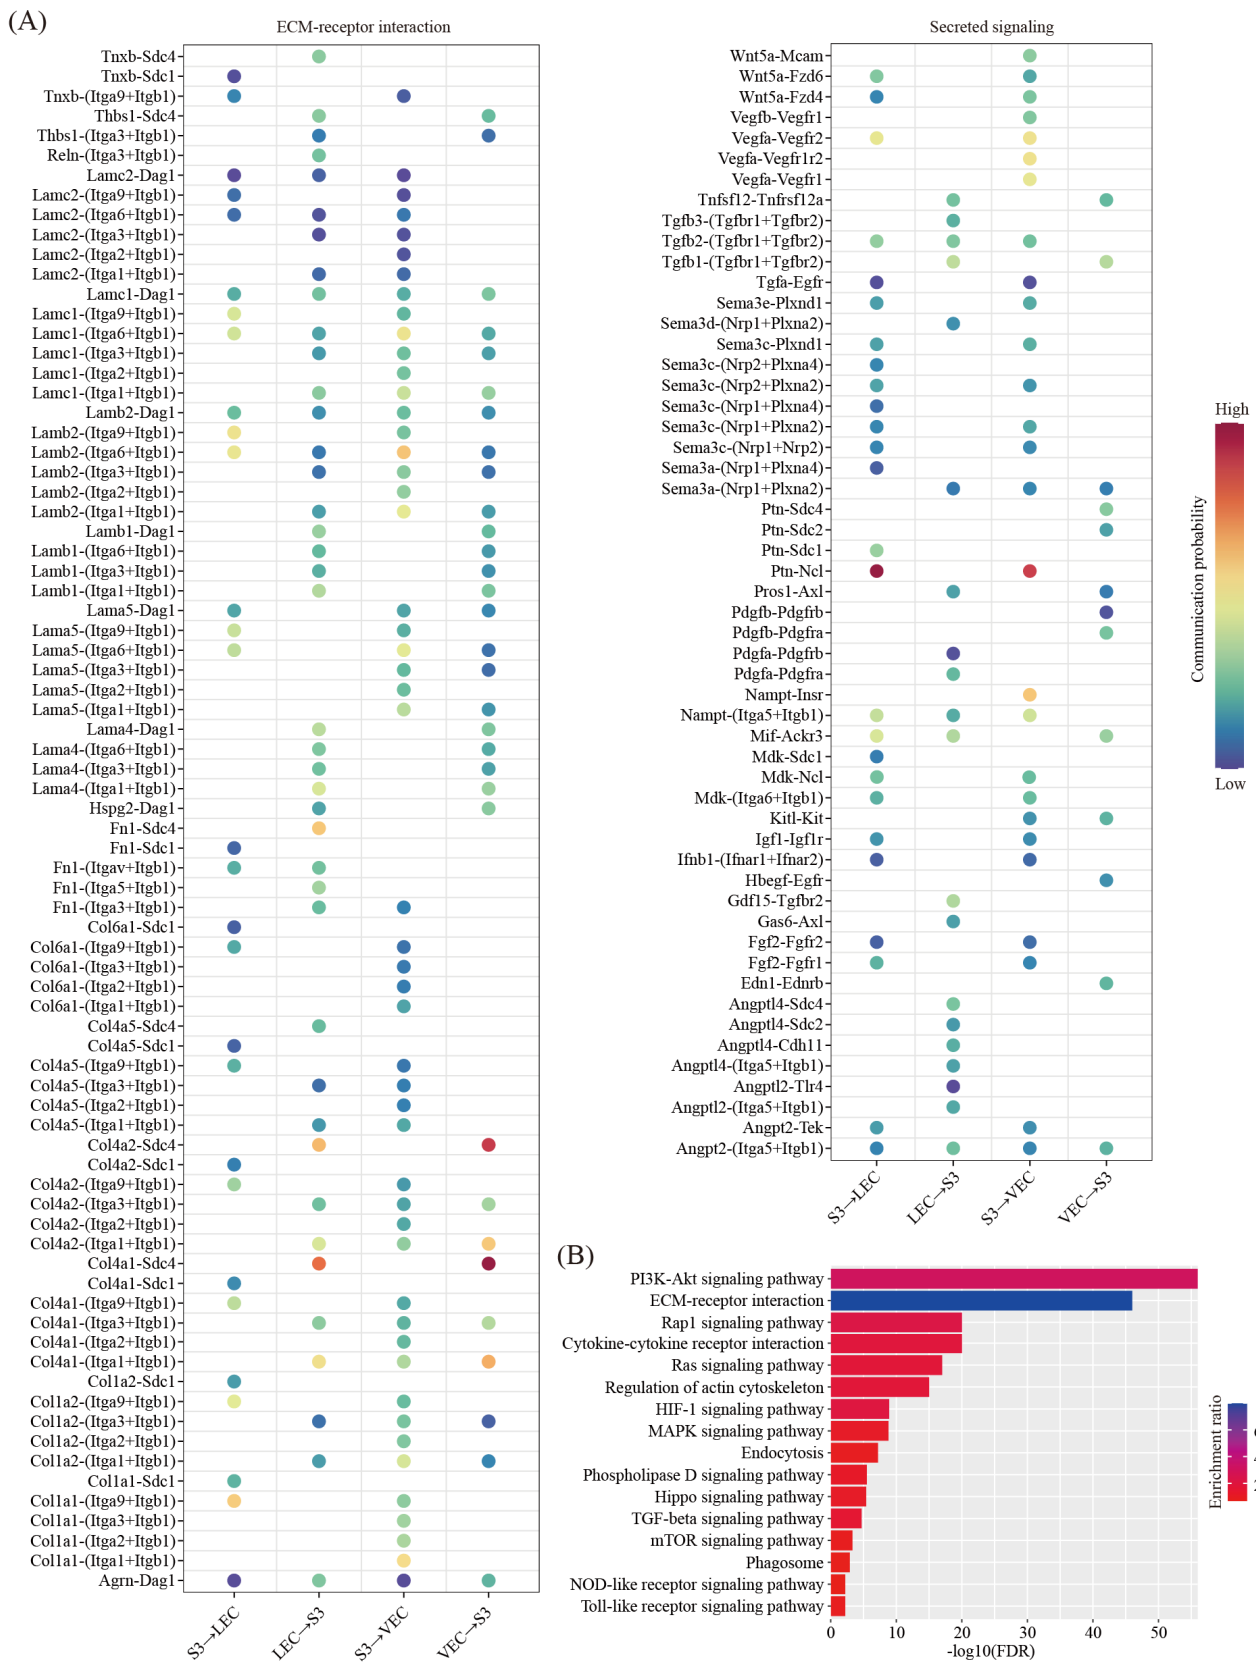 (A)
ECM-receptor interaction
Tnxb-Sdc4
Tnxb-Sdc1
Tnxb-(Itga9+Itgb1)
Thbs1-Sdc4
Thbs1-(Itga3+Itgb1)
Reln-(Itga3+Itgb1)
Lamc2-Dag1
Lamc2-(Itga9+Itgb1)
Lamc2-(Itga6+Itgb1)
Lamc2-(Itga3+Itgb1)
Lamc2-(Itga2+Itgb1)
Lamc2-(Itga1+Itgb1)
Lamc1-Dag1
Lamc1-(Itga9+Itgb1)
Lamc1-(Itga6+Itgb1)
Lamc1-(Itga3+Itgb1)
Lamc1-(Itga2+Itgb1)
Lamc1-(Itga1+Itgb1)
Lamb2-Dag1
Lamb2-(Itga9+Itgb1)
Lamb2-(Itga6+Itgb1)
Lamb2-(Itga3+Itgb1)
Lamb2-(Itga2+Itgb1)
Lamb2-(Itga1+Itgb1)
Lamb1-Dag1
Lamb1-(Itga6+Itgb1)
Lamb1-(Itga3+Itgb1)
Lamb1-(Itga1+Itgb1)
Lama5-Dag1
Lama5-(Itga9+Itgb1)
Lama5-(Itga6+Itgb1)
Lama5-(Itga3+Itgb1)
Lama5-(Itga2+Itgb1)
Lama5-(Itga1+Itgb1)
Lama4-Dag1
Lama4-(Itga6+Itgb1)
Lama4-(Itga3+Itgb1)
Lama4-(Itga1+Itgb1)
Hspg2-Dag1
Fn1-Sdc4
Fn1-Sdc1
Fn1-(Itgav+Itgb1)
Fn1-(Itga5+Itgb1)
Fn1-(Itga3+Itgb1)
Col6a1-Sdc1
Col6a1-(Itga9+Itgb1)
Col6a1-(Itga3+Itgb1)
Col6a1-(Itga2+Itgb1)
Col6a1-(Itga1+Itgb1)
Col4a5-Sdc4
Col4a5-Sdc1
Col4a5-(Itga9+Itgb1)
Col4a5-(Itga3+Itgb1)
Col4a5-(Itga2+Itgb1)
Col4a5-(Itga1+Itgb1)
Col4a2-Sdc4
Col4a2-Sdc1
Col4a2-(Itga9+Itgb1)
Col4a2-(Itga3+Itgb1)
Col4a2-(Itga2+Itgb1)
Col4a2-(Itga1+Itgb1)
Col4a1-Sdc4
Col4a1-Sdc1
Col4a1-(Itga9+Itgb1)
Col4a1-(Itga3+Itgb1)
Col4a1-(Itga2+Itgb1)
Col4a1-(Itga1+Itgb1)
Col1a2-Sdc1
Col1a2-(Itga9+Itgb1)
Col1a2-(Itga3+Itgb1)
Col1a2-(Itga2+Itgb1)
Col1a2-(Itga1+Itgb1)
Col1a1-Sdc1
Col1a1-(Itga9+Itgb1)
Col1a1-(Itga3+Itgb1)
Col1a1-(Itga2+Itgb1)
Col1a1-(Itga1+Itgb1)
Agrn-Dag1
S3→LEC
LEC→S3
S3→VEC
VEC→S3
Secreted signaling
Wnt5a-Mcam
Wnt5a-Fzd6
Wnt5a-Fzd4
Vegfb-Vegfr1
Vegfa-Vegfr2
Vegfa-Vegfr1r2
Vegfa-Vegfr1
Tnfsf12-Tnfrsf12a
Tgfb3-(Tgfbr1+Tgfbr2)
Tgfb2-(Tgfbr1+Tgfbr2)
Tgfb1-(Tgfbr1+Tgfbr2)
Tgfa-Egfr
Sema3e-Plxnd1
Sema3d-(Nrp1+Plxna2)
Sema3c-Plxnd1
Sema3c-(Nrp2+Plxna4)
Sema3c-(Nrp2+Plxna2)
Sema3c-(Nrp1+Plxna4)
Sema3c-(Nrp1+Plxna2)
Sema3c-(Nrp1+Nrp2)
Sema3a-(Nrp1+Plxna4)
Sema3a-(Nrp1+Plxna2)
Ptn-Sdc4
Ptn-Sdc2
Ptn-Sdc1
Ptn-Ncl
Pros1-Axl
Pdgfb-Pdgfrb
Pdgfb-Pdgfra
Pdgfa-Pdgfrb
Pdgfa-Pdgfra
Nampt-Insr
Nampt-(Itga5+Itgb1)
Mif-Ackr3
Mdk-Sdc1
Mdk-Ncl
Mdk-(Itga6+Itgb1)
Kitl-Kit
Igf1-Igf1r
Ifnb1-(Ifnar1+Ifnar2)
Hbegf-Egfr
Gdf15-Tgfbr2
Gas6-Axl
Fgf2-Fgfr2
Fgf2-Fgfr1
Edn1-Ednrb
Angptl4-Sdc4
Angptl4-Sdc2
Angptl4-Cdh11
Angptl4-(Itga5+Itgb1)
Angptl2-Tlr4
Angptl2-(Itga5+Itgb1)
Angpt2-Tek
Angpt2-(Itga5+Itgb1)
S3→LEC
LEC→S3
S3→VEC
VEC→S3
High
Communication probability
Low
(B)
PI3K-Akt signaling pathway
ECM-receptor interaction
Rap1 signaling pathway
Cytokine-cytokine receptor interaction
Ras signaling pathway
Regulation of actin cytoskeleton
HIF-1 signaling pathway
MAPK signaling pathway
Endocytosis
Phospholipase D signaling pathway
Hippo signaling pathway
TGF-beta signaling pathway
mTOR signaling pathway
Phagosome
NOD-like receptor signaling pathway
Toll-like receptor signaling pathway
0 10 20 30 40 50
-log10(FDR)
Enrichment ratio